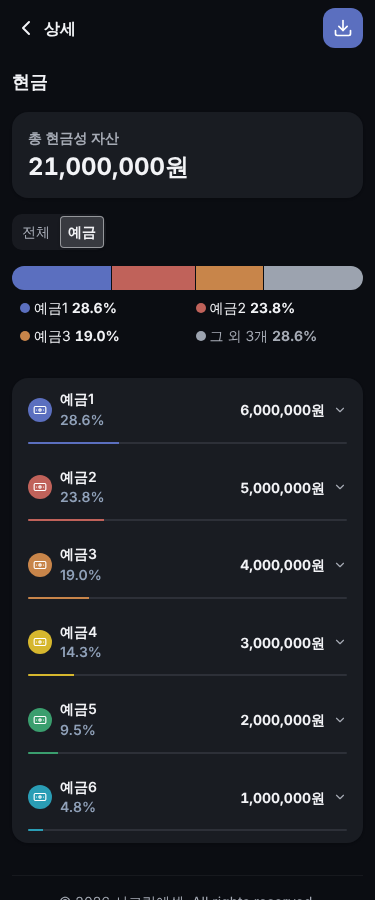 상세
현금
총 현금성 자산
21,000,000원
전체 예금
예금1 28.6% 예금2 23.8%
예금3 19.0% 그 외 3개 28.6%
예금1
28.6%
6,000,000원
예금2
23.8%
5,000,000원
예금3
19.0%
4,000,000원
예금4
14.3%
3,000,000원
예금5
9.5%
2,000,000원
예금6
4.8%
1,000,000원
All rights reserved